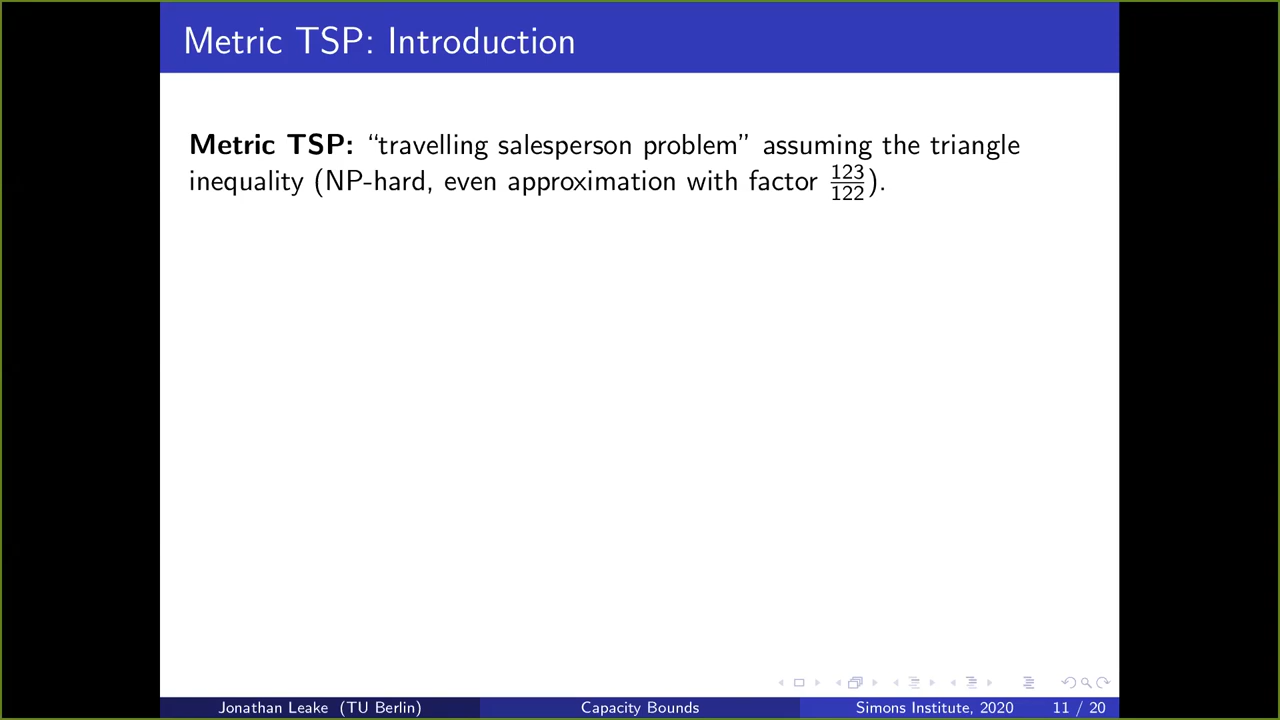 Metric TSP: Introduction
Metric TSP: “travelling salesperson problem” assuming the triangle
inequality (NP-hard, even approximation with factor 123/122).
Jonathan Leake (TU Berlin) Capacity Bounds Simons Institute, 2020 11 / 20